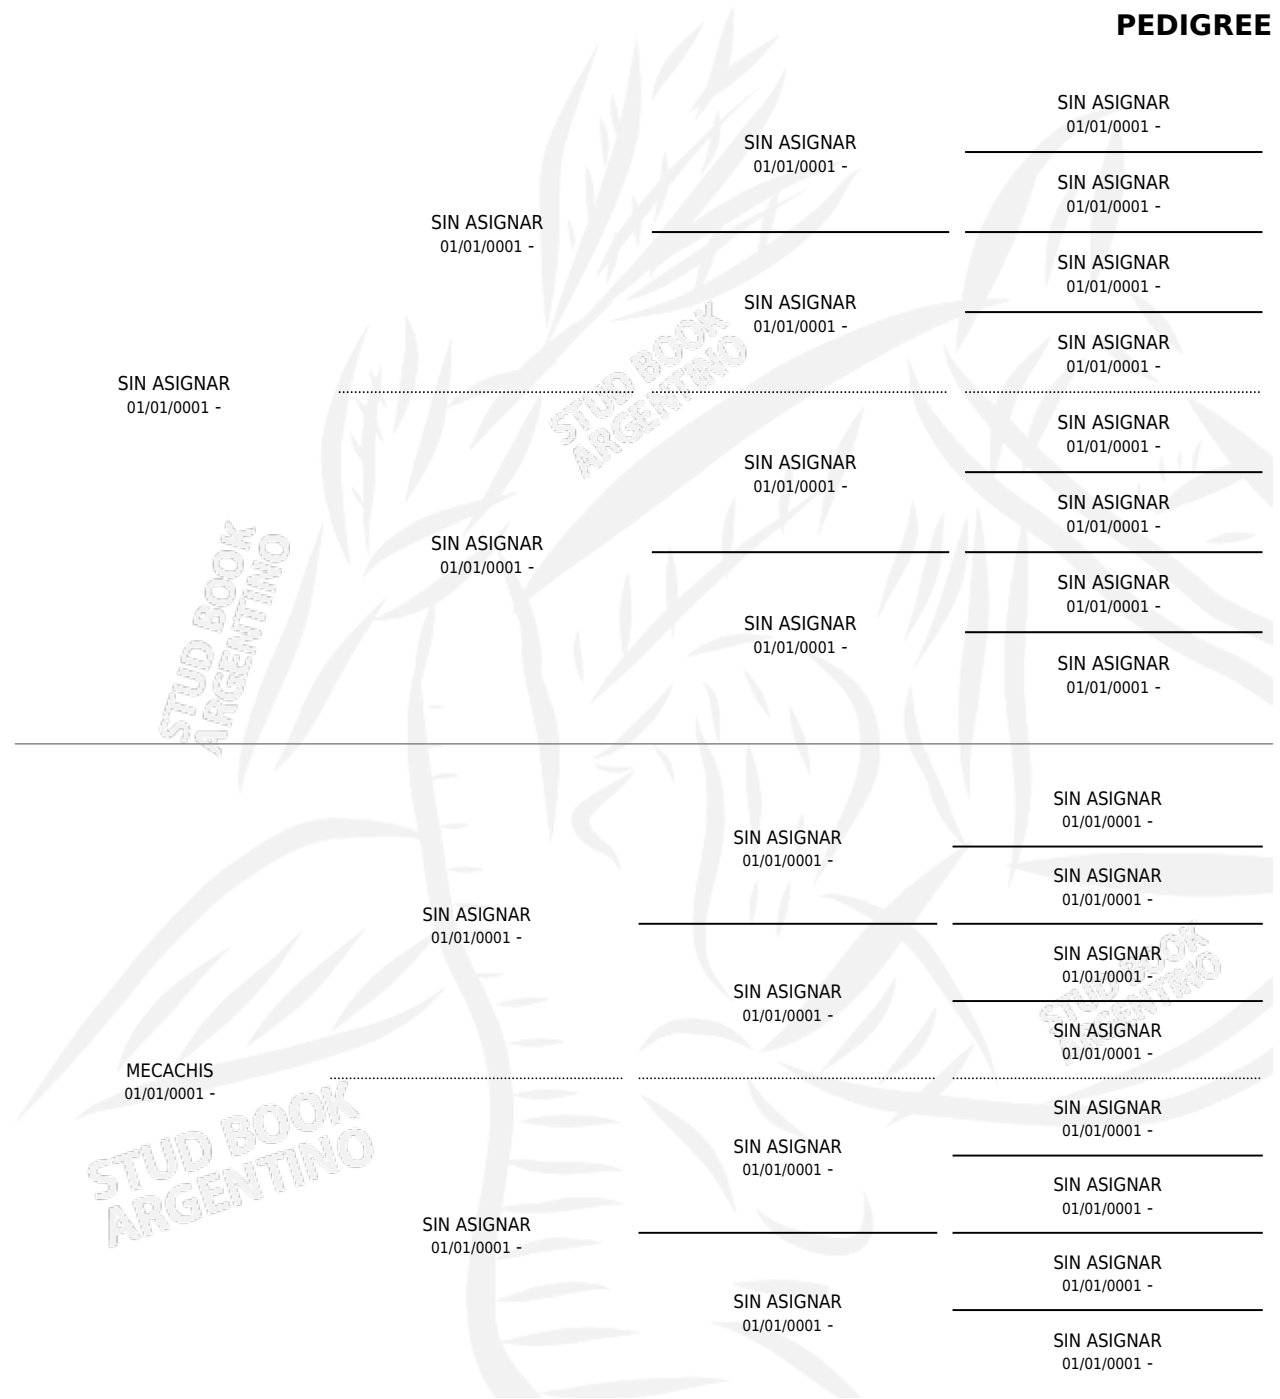 PEDIGREE
SIN ASIGNAR
01/01/0001 -
SIN ASIGNAR
01/01/0001 -
SIN ASIGNAR
01/01/0001 -
SIN ASIGNAR
01/01/0001 -
SIN ASIGNAR
01/01/0001 -
SIN ASIGNAR
01/01/0001 -
SIN ASIGNAR
01/01/0001 -
STUD BOOK
ARGENTINO
SIN ASIGNAR
01/01/0001 -
SIN ASIGNAR
01/01/0001 -
SIN ASIGNAR
01/01/0001 -
SIN ASIGNAR
01/01/0001 -
SIN ASIGNAR
01/01/0001 -
STUD BOOK
ARGENTINO
SIN ASIGNAR
01/01/0001 -
SIN ASIGNAR
01/01/0001 -
SIN ASIGNAR
01/01/0001 -
SIN ASIGNAR
01/01/0001 -
SIN ASIGNAR
01/01/0001 -
SIN ASIGNAR
01/01/0001 -
SIN ASIGNAR
01/01/0001 -
SIN ASIGNAR
01/01/0001 -
SIN ASIGNAR
01/01/0001 -
STUD BOOK
ARGENTINO
SIN ASIGNAR
01/01/0001 -
SIN ASIGNAR
01/01/0001 -
SIN ASIGNAR
01/01/0001 -
MECACHIS
01/01/0001 -
STUD BOOK
ARGENTINO
SIN ASIGNAR
01/01/0001 -
SIN ASIGNAR
01/01/0001 -
SIN ASIGNAR
01/01/0001 -
SIN ASIGNAR
01/01/0001 -
SIN ASIGNAR
01/01/0001 -
SIN ASIGNAR
01/01/0001 -
SIN ASIGNAR
01/01/0001 -